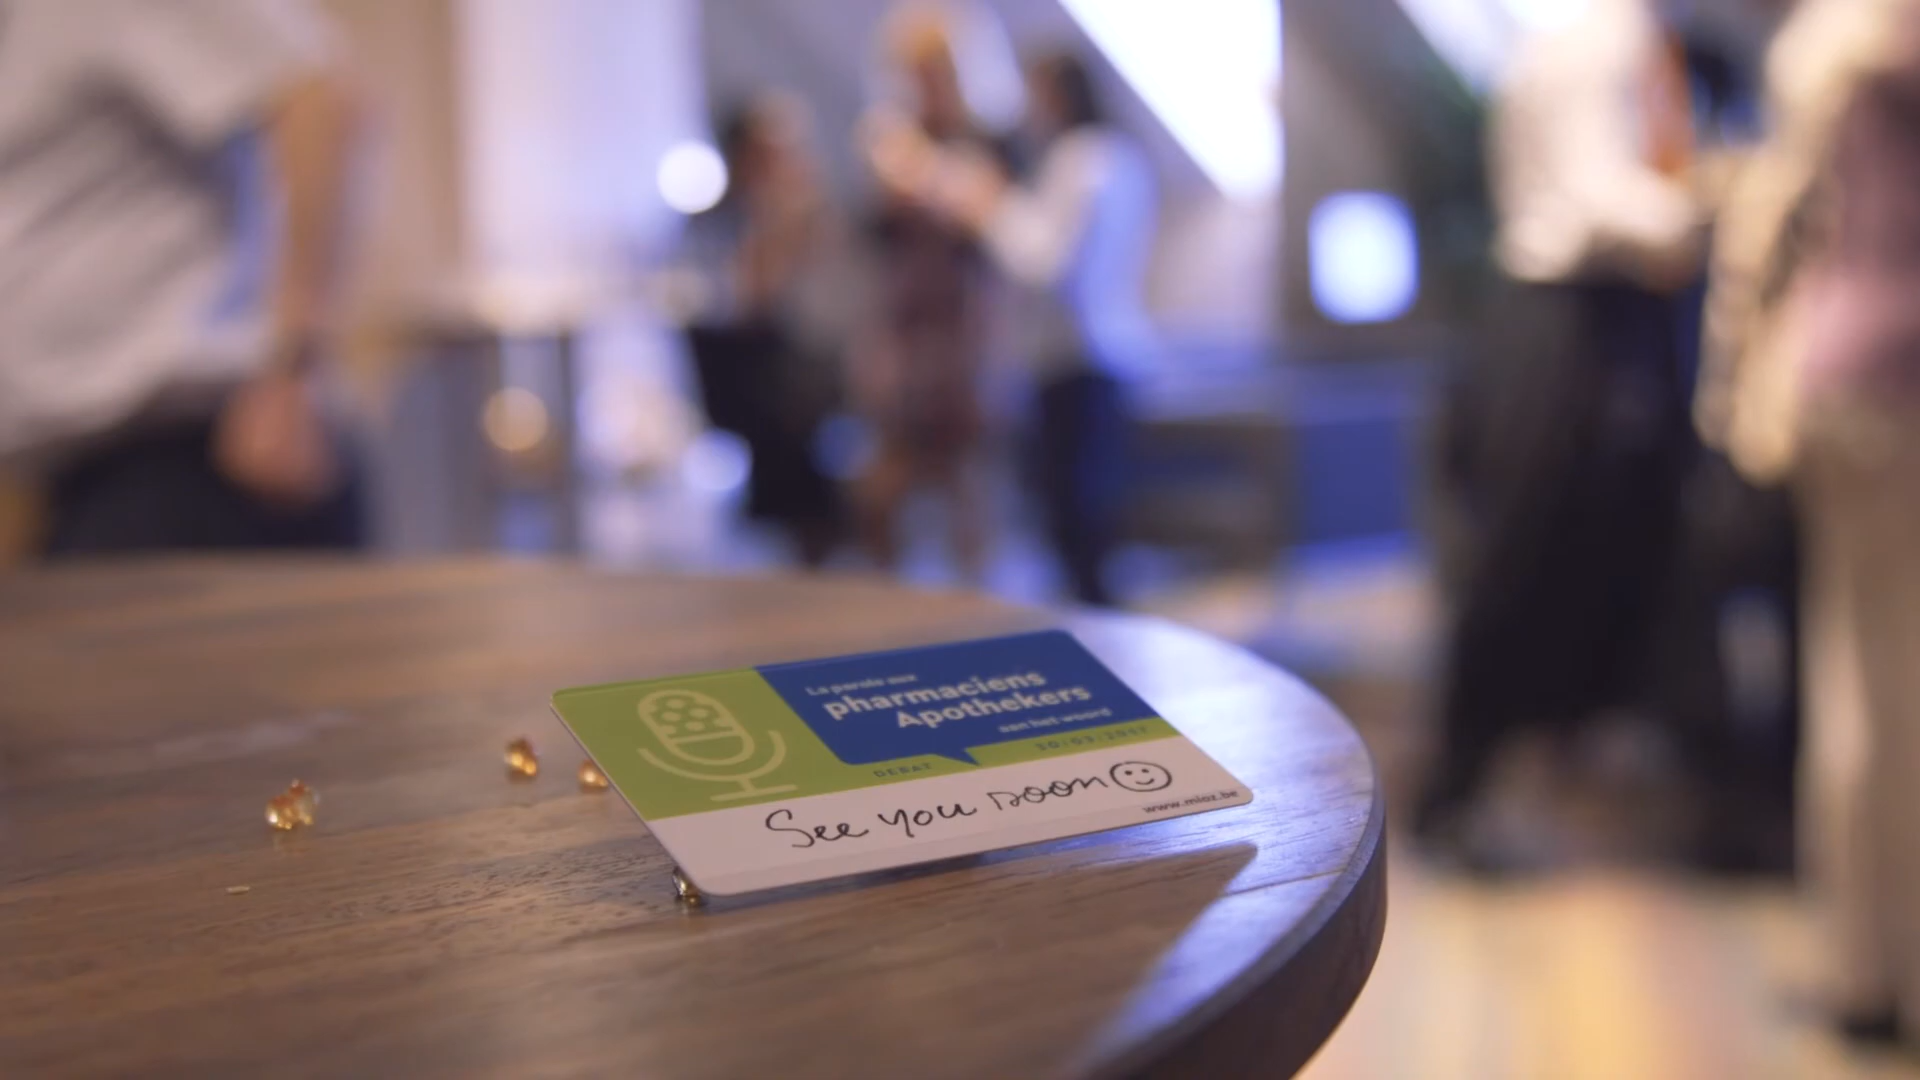 La parole aux
pharmaciens
Apothekers
aan het woord
DEBAT
See you soon
www.mloz.be